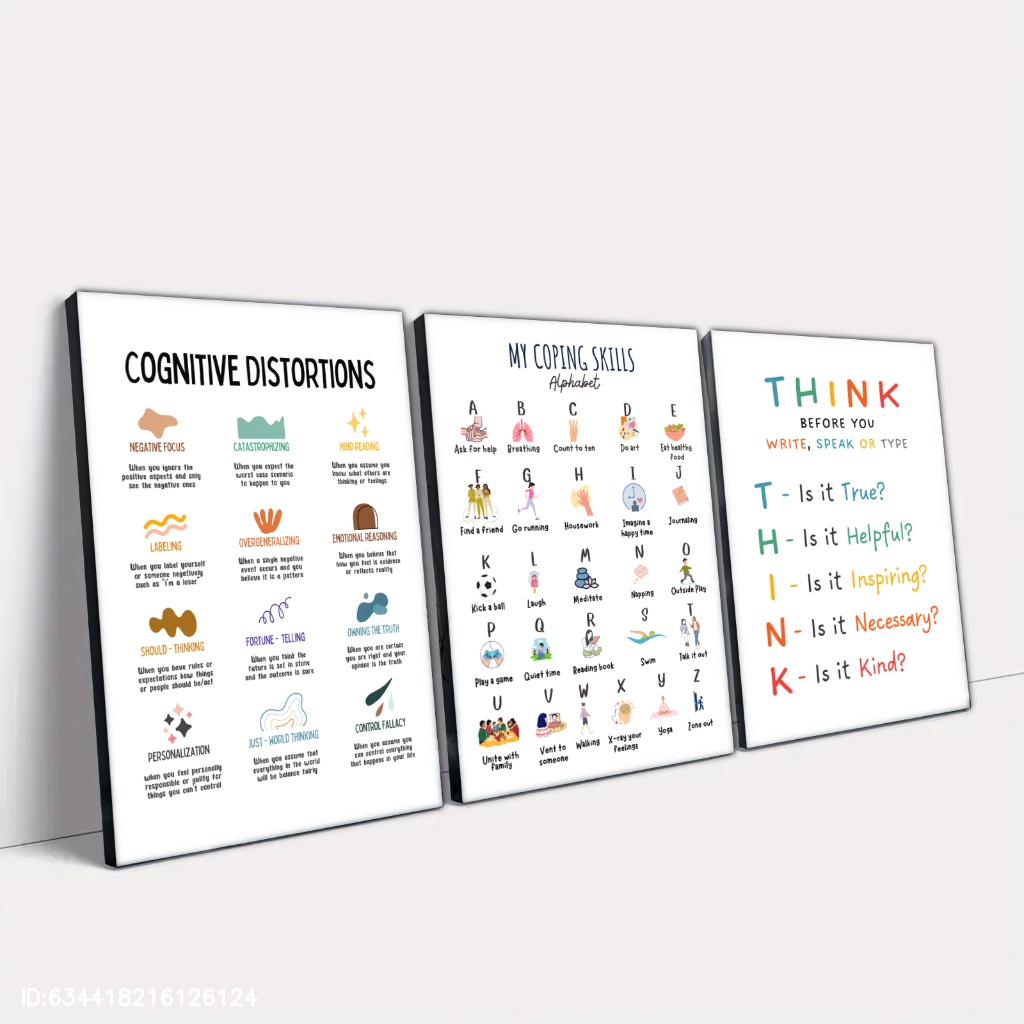 COGNITIVE DISTORTIONS
NEGATIVE FOCUS
When you ignore the
positive aspects and only
see the negative ones
CATASTROPHIZING
When you expect the
worst case scenario
to happen to you
MIND READING
When you assume you
know what others are
thinking or feelings
LABELING
When you label yourself
or someone negatively
such as "i'm a loser"
OVERGENERALIZING
When a single negative
event occurs and you
believe it is a pattern
EMOTIONAL REASONING
When you believe that
how you feel is evidence
or reflects reality
SHOULD - THINKING
When you have rules or
expectations how things
or people should be/act
FORTUNE - TELLING
When you think the
future is set in stone
and the outcome is sure
OWNING THE TRUTH
When you are certain
you are right and your
opinion is the truth
PERSONALIZATION
when you feel personally
responsible or guilty for
things you can't control
JUST - WORLD THINKING
When you assume that
everything in the world
will be balance fairly
CONTROL FALLACY
When you assume you
can control everything
that happens in your life
MY COPING SKILLS
Alphabet
A
Ask for help
B
Breathing
C
Count to ten
D
Do art
E
Eat healthy
food
F
Find a friend
G
Go running
H
Housework
I
Imagine a
happy time
J
Journaling
K
Kick a ball
L
Laugh
M
Meditate
N
Napping
O
Outside Play
P
Play a game
Q
Quiet time
R
Reading book
S
Swim
T
Talk it out
U
Unite with
family
V
Vent to
someone
W
Walking
X
X-ray your
feelings
Y
Yoga
Z
Zone out
THINK
BEFORE YOU
WRITE, SPEAK OR TYPE
T - Is it True?
H - Is it Helpful?
I - Is it Inspiring?
N - Is it Necessary?
K - Is it Kind?
ID:634418216126124